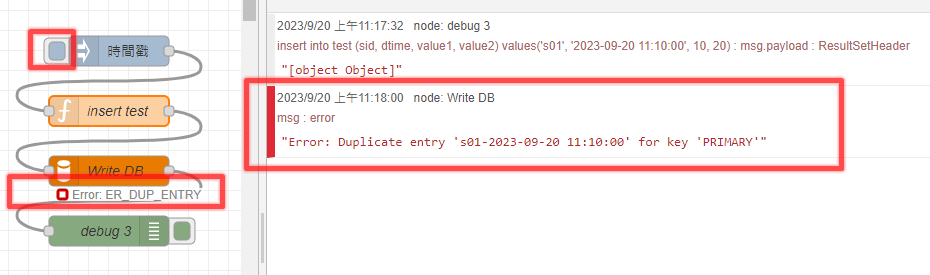 時間戳
insert test
Write DB
Error: ER_DUP_ENTRY
debug 3
2023/9/20 上午11:17:32 node: debug 3
insert into test (sid, dtime, value1, value2) values('s01', '2023-09-20 11:10:00', 10, 20) : msg.payload : ResultSetHeader
"[object Object]"
2023/9/20 上午11:18:00 node: Write DB
msg : error
"Error: Duplicate entry 's01-2023-09-20 11:10:00' for key 'PRIMARY'"